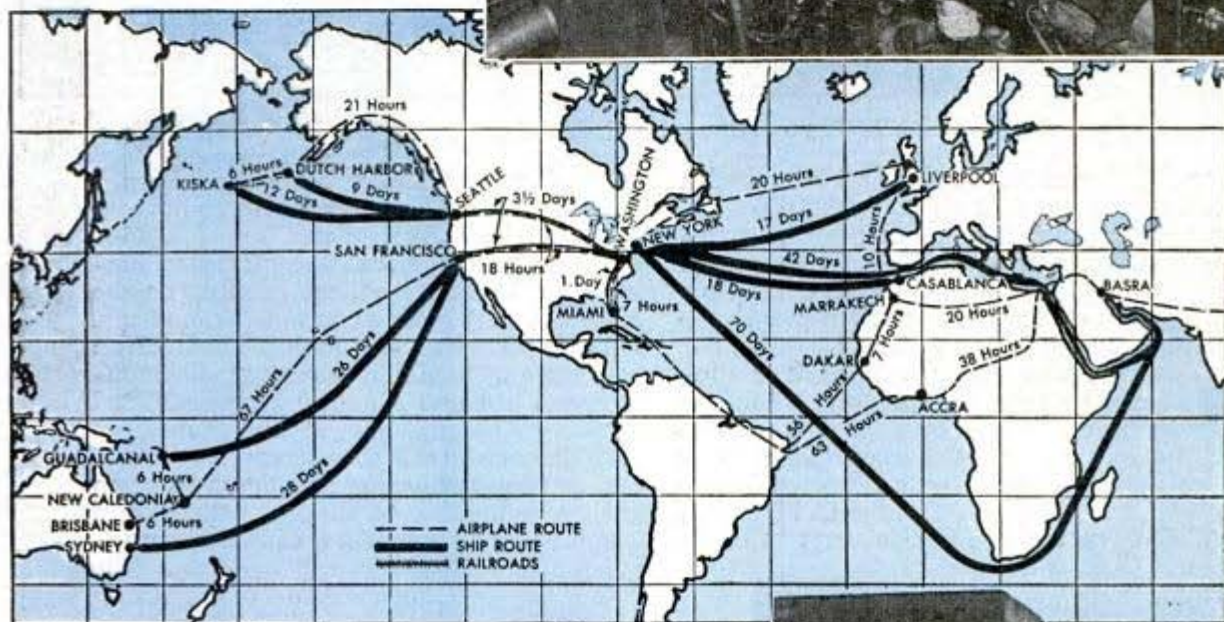 21 Hours
6 Hours
DUTCH HARBOR
KISKA
12 Days
9 Days
SEATTLE
3½ Days
WASHINGTON
NEW YORK
SAN FRANCISCO
18 Hours
1 Day
MIAMI
7 Hours
20 Hours
LIVERPOOL
17 Days
10 Hours
42 Days
18 Days
CASABLANCA
MARRAKECH
BASRA
20 Hours
7 Hours
DAKAR
38 Hours
ACCRA
70 Days
56 Hours
63 Hours
26 Days
67 Hours
GUADALCANAL
6 Hours
NEW CALEDONIA
28 Days
BRISBANE
6 Hours
SYDNEY
AIRPLANE ROUTE
SHIP ROUTE
RAILROADS